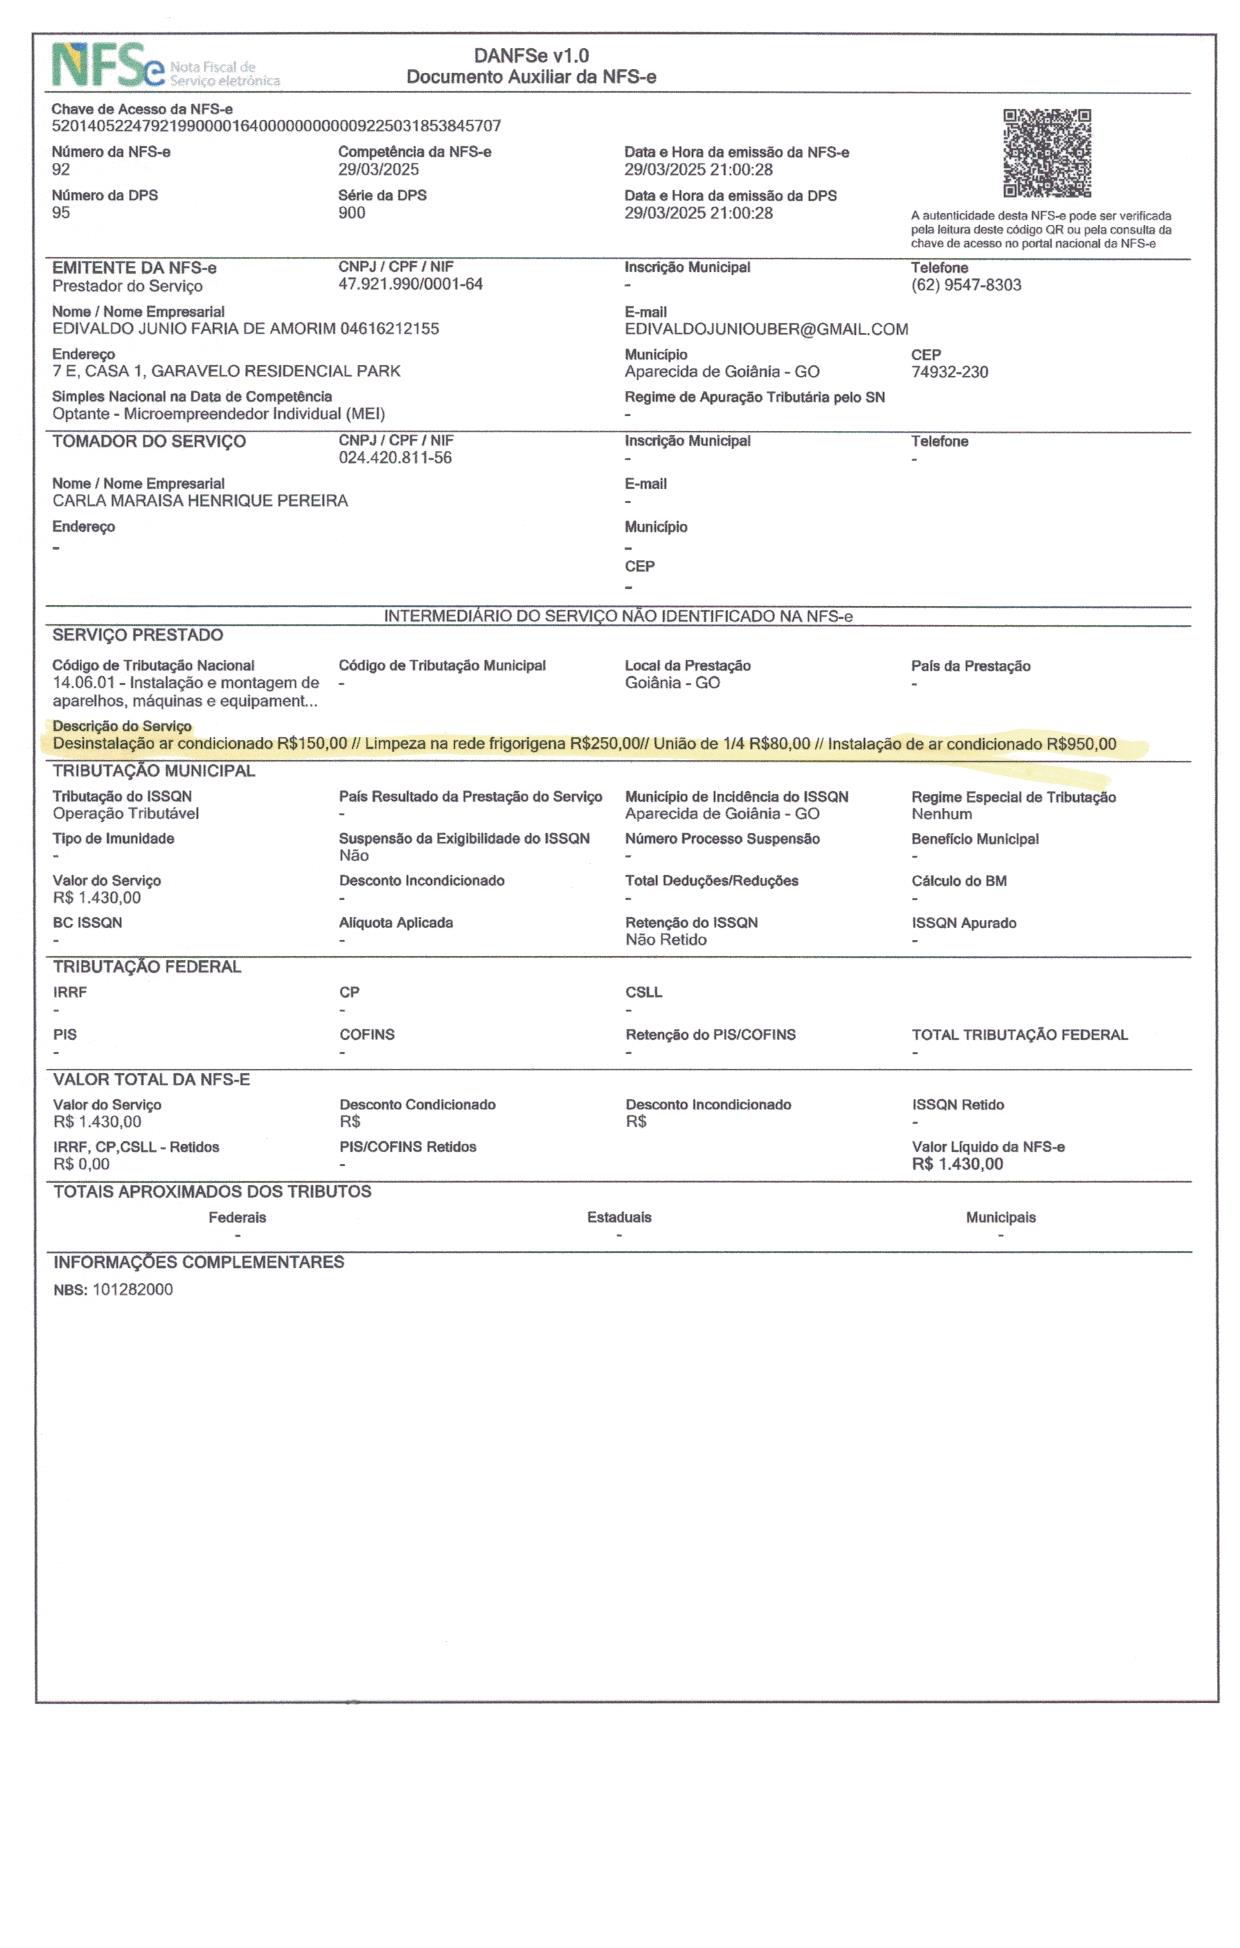 NFSe Nota Fiscal de
Serviço eletrônica
DANFSe v1.0
Documento Auxiliar da NFS-e
Chave de Acesso da NFS-e
52014052247921990000164000000000009225031853845707
Número da NFS-e
92
Competência da NFS-e
29/03/2025
Data e Hora da emissão da NFS-e
29/03/2025 21:00:28
Número da DPS
95
Série da DPS
900
Data e Hora da emissão da DPS
29/03/2025 21:00:28
A autenticidade desta NFS-e pode ser verificada
pela leitura deste código QR ou pela consulta da
chave de acesso no portal nacional da NFS-e
EMITENTE DA NFS-e
Prestador do Serviço
CNPJ / CPF / NIF
47.921.990/0001-64
Inscrição Municipal
-
Telefone
(62) 9547-8303
Nome / Nome Empresarial
EDIVALDO JUNIO FARIA DE AMORIM 04616212155
E-mail
EDIVALDOJUNIOUBER@GMAIL.COM
Endereço
7 E, CASA 1, GARAVELO RESIDENCIAL PARK
Município
Aparecida de Goiânia - GO
CEP
74932-230
Simples Nacional na Data de Competência
Optante - Microempreendedor Individual (MEI)
Regime de Apuração Tributária pelo SN
-
TOMADOR DO SERVIÇO
CNPJ / CPF / NIF
024.420.811-56
Inscrição Municipal
-
Telefone
-
Nome / Nome Empresarial
CARLA MARAISA HENRIQUE PEREIRA
E-mail
-
Endereço
-
Município
-
CEP
-
INTERMEDIÁRIO DO SERVIÇO NÃO IDENTIFICADO NA NFS-e
SERVIÇO PRESTADO
Código de Tributação Nacional
14.06.01 - Instalação e montagem de
aparelhos, máquinas e equipament...
Código de Tributação Municipal
-
Local da Prestação
Goiânia - GO
País da Prestação
-
Descrição do Serviço
Desinstalação ar condicionado R$150,00 // Limpeza na rede frigorigena R$250,00// União de 1/4 R$80,00 // Instalação de ar condicionado R$950,00
TRIBUTAÇÃO MUNICIPAL
Tributação do ISSQN
Operação Tributável
País Resultado da Prestação do Serviço
-
Município de Incidência do ISSQN
Aparecida de Goiânia - GO
Regime Especial de Tributação
Nenhum
Tipo de Imunidade
-
Suspensão da Exigibilidade do ISSQN
Não
Número Processo Suspensão
-
Benefício Municipal
-
Valor do Serviço
R$ 1.430,00
Desconto Incondicionado
-
Total Deduções/Reduções
-
Cálculo do BM
-
BC ISSQN
-
Alíquota Aplicada
-
Retenção do ISSQN
Não Retido
ISSQN Apurado
-
TRIBUTAÇÃO FEDERAL
IRRF
-
CP
-
CSLL
-
PIS
-
COFINS
-
Retenção do PIS/COFINS
-
TOTAL TRIBUTAÇÃO FEDERAL
-
VALOR TOTAL DA NFS-E
Valor do Serviço
R$ 1.430,00
Desconto Condicionado
R$
Desconto Incondicionado
R$
ISSQN Retido
-
IRRF, CP,CSLL - Retidos
R$ 0,00
PIS/COFINS Retidos
-
Valor Líquido da NFS-e
R$ 1.430,00
TOTAIS APROXIMADOS DOS TRIBUTOS
Federais
-
Estaduais
-
Municipais
-
INFORMAÇÕES COMPLEMENTARES
NBS: 101282000